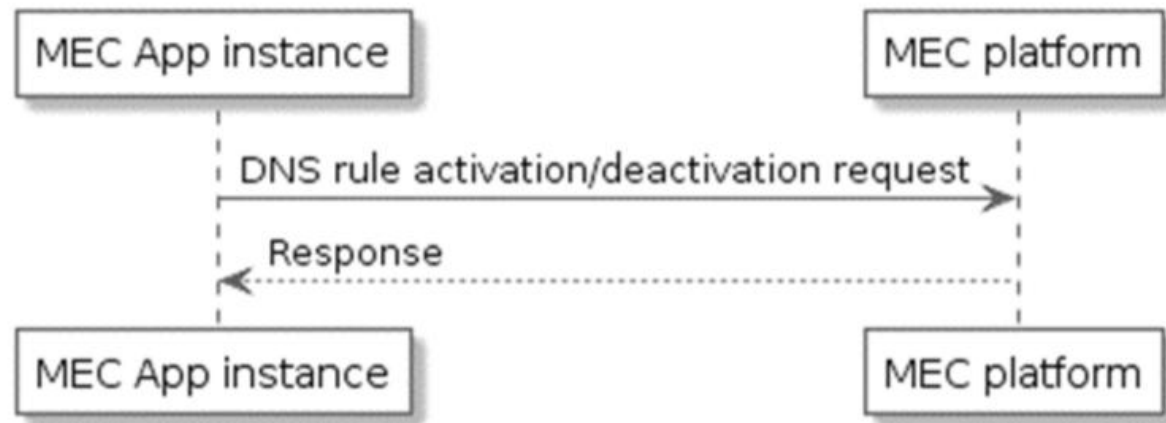 MEC App instance
MEC platform
DNS rule activation/deactivation request
Response
MEC App instance
MEC platform